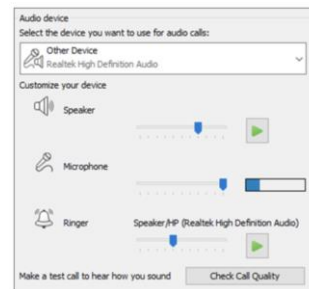 Audio device
Select the device you want to use for audio calls:
Other Device
Realtek High Definition Audio
Customize your device
Speaker
Microphone
Ringer
Speaker/HP (Realtek High Definition Audio)
Make a test call to hear how you sound
Check Call Quality